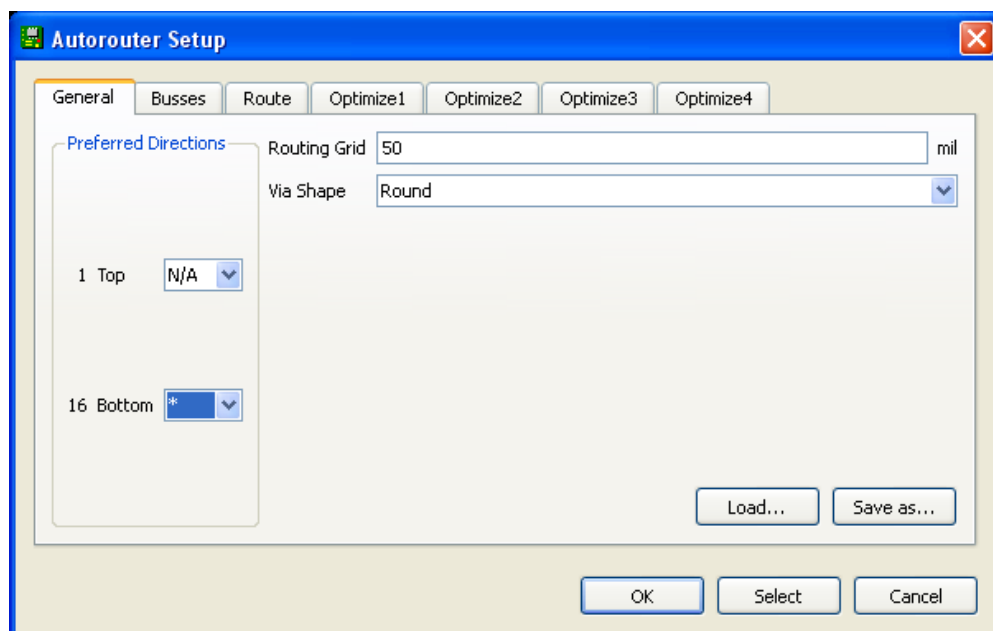 Autorouter Setup
General Busses Route Optimize1 Optimize2 Optimize3 Optimize4
Preferred Directions
Routing Grid 50 mil
Via Shape Round
1 Top N/A
16 Bottom *
Load... Save as...
OK Select Cancel